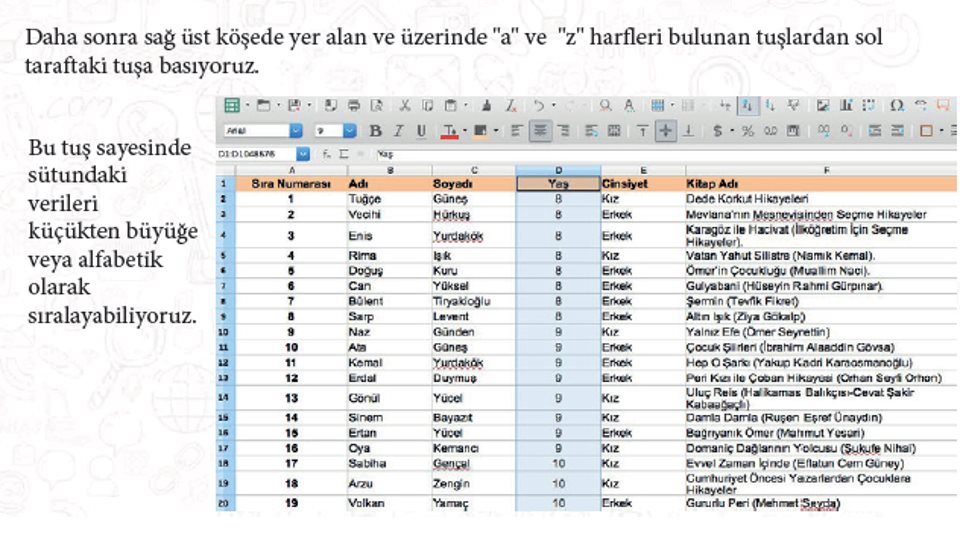 Daha sonra sağ üst köşede yer alan ve üzerinde "a" ve "z" harfleri bulunan tuşlardan sol
taraftaki tuşa basıyoruz.
Bu tuş sayesinde
sütundaki
verileri
küçükten büyüğe
veya alfabetik
olarak
sıralayabiliyoruz.
Arial 9
D1:D1048576 Yaş
A B C D E F
1 Sıra Numarası Adı Soyadı Yaş Cinsiyet Kitap Adı
2 1 Tuğçe Güneş 8 Kız Dede Korkut Hikayeleri
3 2 Vecihi Hürkuş 8 Erkek Mevlana'nın Mesnevisinden Seçme Hikayeler
4 3 Enis Yurdakök 8 Erkek Karagöz ile Hacivat (İlköğretim İçin Seçme
Hikayeler).
5 4 Rima Işık 8 Kız Vatan Yahut Silistre (Namık Kemal).
6 5 Doğuş Kuru 8 Erkek Ömer'in Çocukluğu (Muallim Naci).
7 6 Can Yüksel 8 Erkek Gulyabani (Hüseyin Rahmi Gürpınar).
8 7 Bülent Tiryakioğlu 8 Erkek Şermin (Tevfik Fikret)
9 8 Sarp Levent 8 Erkek Altın Işık (Ziya Gökalp)
10 9 Naz Günden 9 Kız Yalnız Efe (Ömer Seyrettin)
11 10 Ata Güneş 9 Erkek Çocuk Şiirleri (İbrahim Alaaddin Gövsa)
12 11 Kemal Yurdakök 9 Erkek Hep O Şarkı (Yakup Kadri Karaosmanoğlu)
13 12 Erdal Duymuş 9 Erkek Peri Kızı ile Çoban Hikayesi (Orhan Seyfi Orhon)
14 13 Gönül Yücel 9 Kız Uluç Reis (Halikarnas Balıkçısı-Cevat Şakir
Kabaağaçlı)
15 14 Sinem Bayazıt 9 Kız Damla Damla (Ruşen Eşref Ünaydın)
16 15 Ertan Yücel 9 Erkek Bağrıyanık Ömer (Mahmut Yesari)
17 16 Oya Kemancı 9 Kız Domaniç Dağlarının Yolcusu (Şukufe Nihal)
18 17 Sabiha Gençal 10 Kız Evvel Zaman İçinde (Eflatun Cem Güney)
19 18 Arzu Zengin 10 Kız Cumhuriyet Öncesi Yazarlardan Çocuklara
Hikayeler
20 19 Volkan Yamaç 10 Erkek Gururlu Peri (Mehmet Seyda)